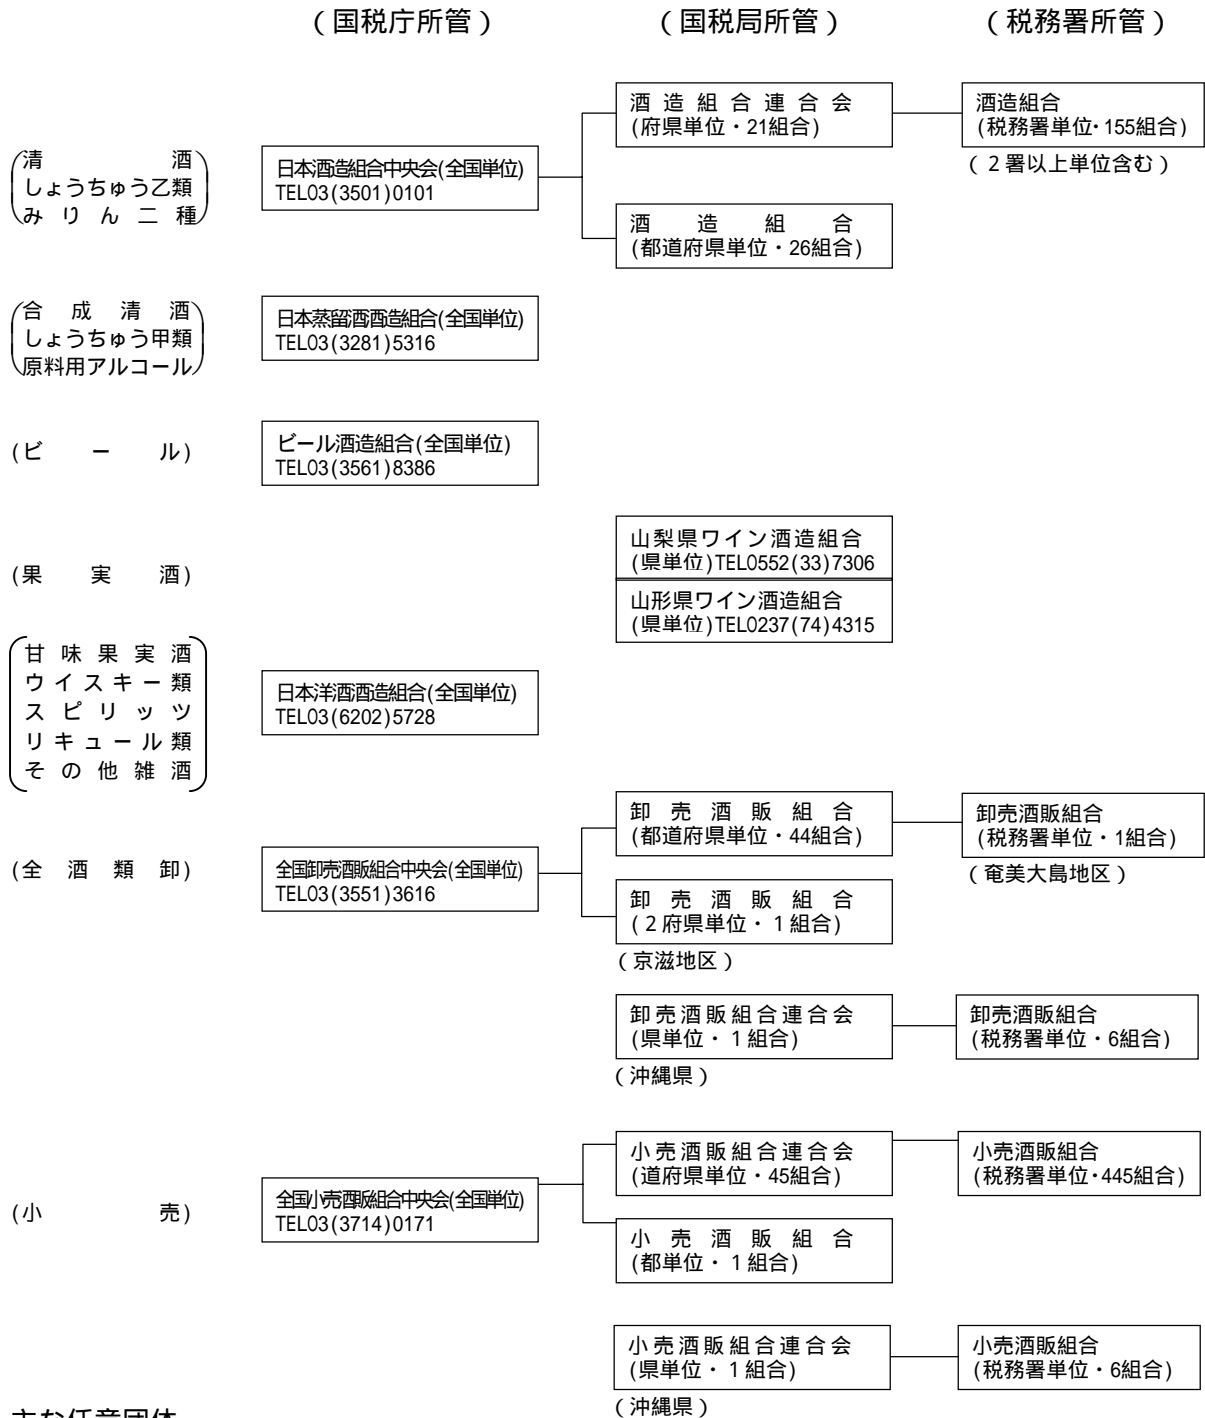 (国税庁所管) (国税局所管) (税務署所管)
酒造組合連合会
(府県単位・21組合)
酒造組合
(税務署単位・155組合)
(2署以上単位含む)
清酒
しょうちゅう乙類
みりん二種
日本酒造組合中央会(全国単位)
TEL03(3501)0101
酒造組合
(都道府県単位・26組合)
合成清酒
しょうちゅう甲類
原料用アルコール
日本蒸留酒酒造組合(全国単位)
TEL03(3281)5316
(ビール)
ビール酒造組合(全国単位)
TEL03(3561)8386
(果実酒)
山梨県ワイン酒造組合
(県単位)TEL0552(33)7306
山形県ワイン酒造組合
(県単位)TEL0237(74)4315
甘味果実酒
ウイスキー類
スピリッツ
リキュール類
その他雑酒
日本洋酒酒造組合(全国単位)
TEL03(6202)5728
(全酒類卸)
全国卸売酒販組合中央会(全国単位)
TEL03(3551)3616
卸売酒販組合
(都道府県単位・44組合)
卸売酒販組合
(税務署単位・1組合)
(奄美大島地区)
卸売酒販組合
(2府県単位・1組合)
(京滋地区)
卸売酒販組合連合会
(県単位・1組合)
(沖縄県)
卸売酒販組合
(税務署単位・6組合)
(小売)
全国小売酒販組合中央会(全国単位)
TEL03(3714)0171
小売酒販組合連合会
(道府県単位・45組合)
小売酒販組合
(税務署単位・445組合)
小売酒販組合
(都単位・1組合)
小売酒販組合連合会
(県単位・1組合)
(沖縄県)
小売酒販組合
(税務署単位・6組合)
主な任意団体